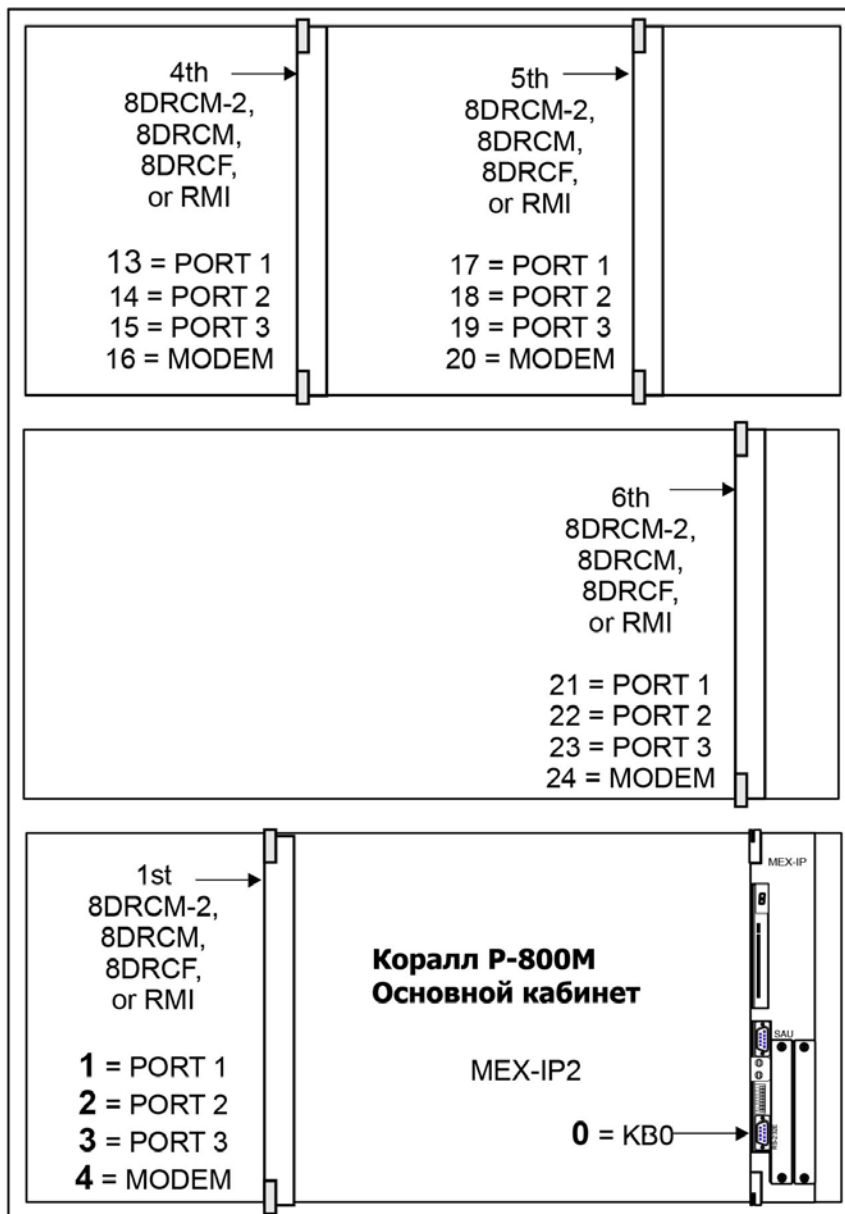 4th
8DRCM-2,
8DRCM,
8DRCF,
or RMI
13 = PORT 1
14 = PORT 2
15 = PORT 3
16 = MODEM
5th
8DRCM-2,
8DRCM,
8DRCF,
or RMI
17 = PORT 1
18 = PORT 2
19 = PORT 3
20 = MODEM
6th
8DRCM-2,
8DRCM,
8DRCF,
or RMI
21 = PORT 1
22 = PORT 2
23 = PORT 3
24 = MODEM
1st
8DRCM-2,
8DRCM,
8DRCF,
or RMI
1 = PORT 1
2 = PORT 2
3 = PORT 3
4 = MODEM
Коралл P-800M
Основной кабинет
MEX-IP2
0 = KB0
MEX-IP
SAU
RS-232E